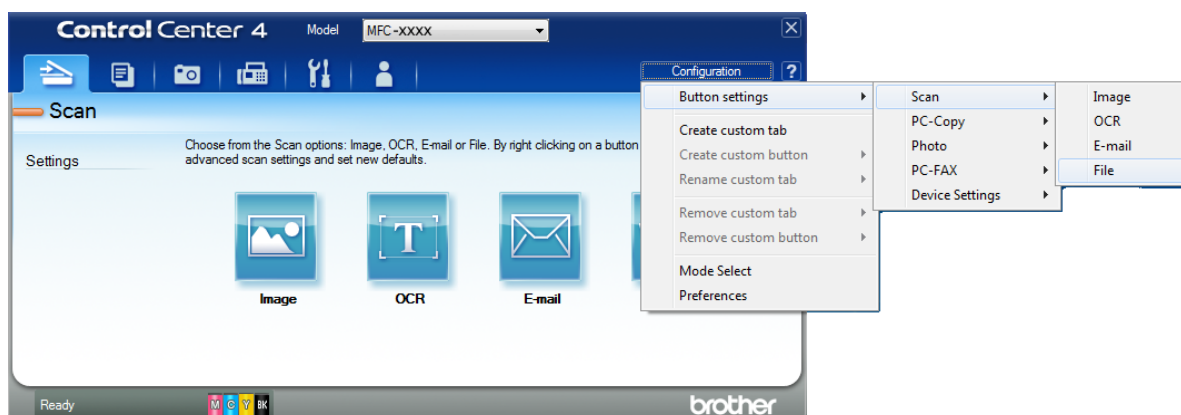 Control Center 4
Model
MFC-XXXX
Configuration
?
Scan
Settings
Choose from the Scan options: Image, OCR, E-mail or File. By right clicking on a button
advanced scan settings and set new defaults.
T
Image
OCR
E-mail
Button settings
Create custom tab
Create custom button
Rename custom tab
Remove custom tab
Remove custom button
Mode Select
Preferences
Scan
PC-Copy
Photo
PC-FAX
Device Settings
Image
OCR
E-mail
File
Ready
M C Y BK
brother